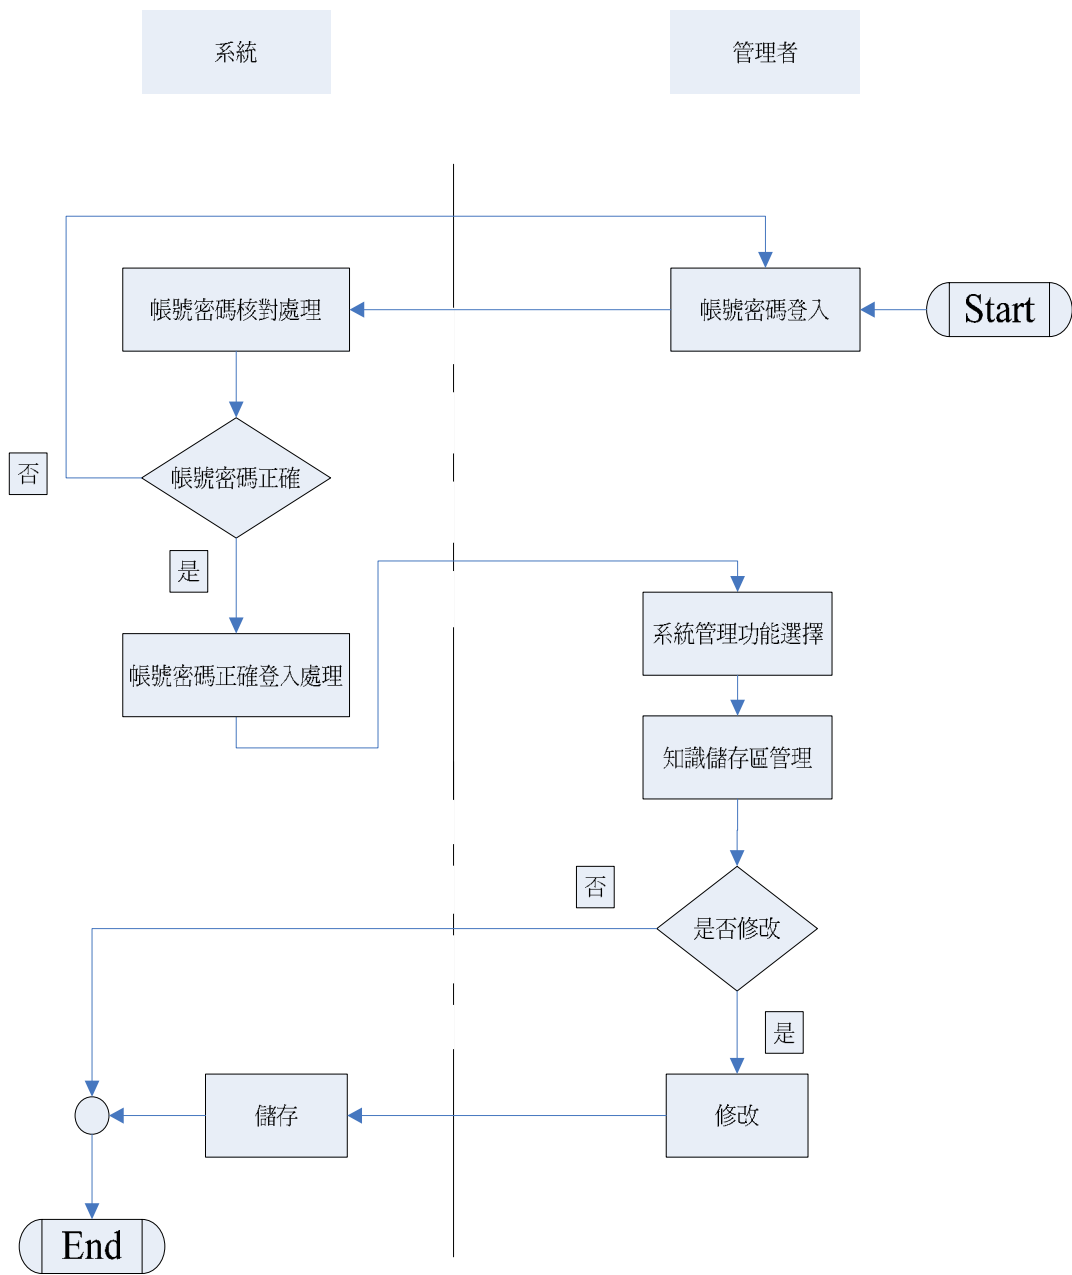 系統
管理者
帳號密碼核對處理
帳號密碼登入
Start
否
帳號密碼正確
是
系統管理功能選擇
帳號密碼正確登入處理
知識儲存區管理
否
是否修改
是
儲存
修改
End